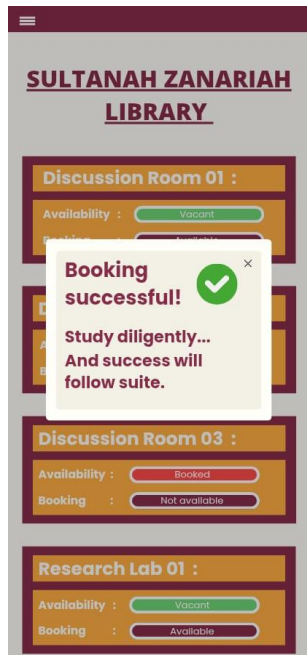 SULTANAH ZANARIAH
LIBRARY
Discussion Room 01 :
Availability : Vacant
Booking
successful!
×
Study diligently...
And success will
follow suite.
Discussion Room 03 :
Availability : Booked
Booking : Not available
Research Lab 01 :
Availability : Vacant
Booking : Available